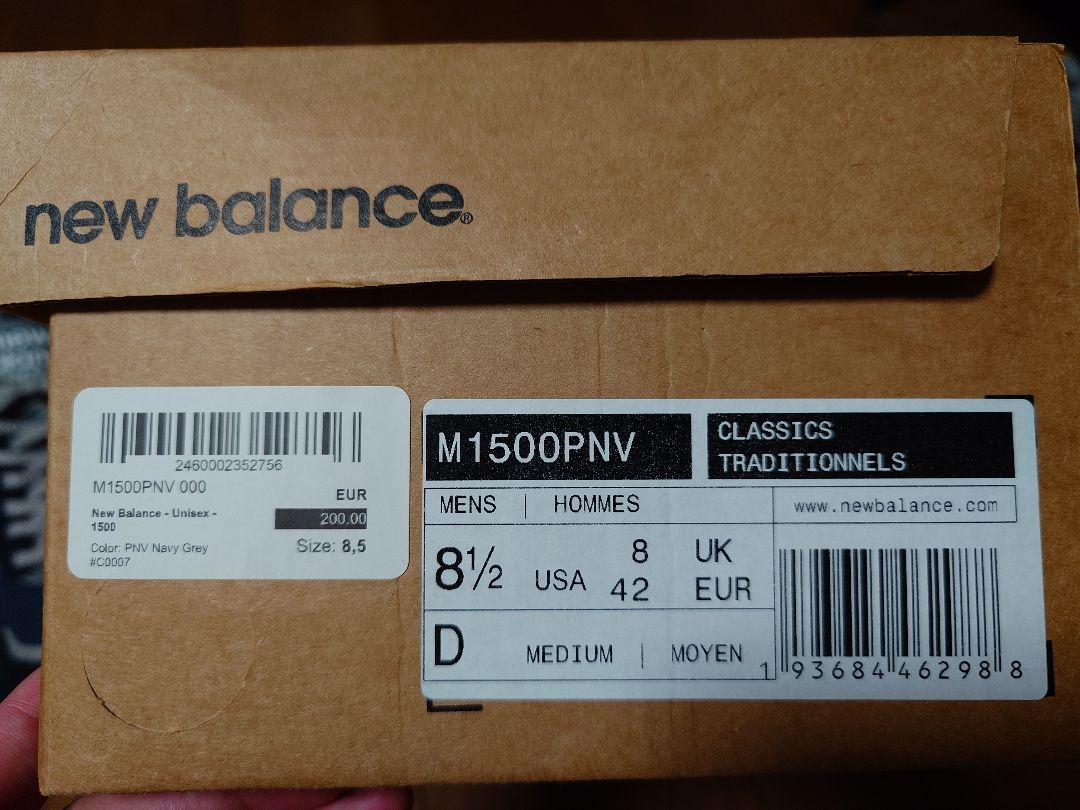 new balance®
2460002352756
M1500PNV 000
EUR
New Balance - Unisex -
1500
200.00
Color: PNV Navy Grey
Size: 8,5
#C0007
M1500PNV
CLASSICS
TRADITIONNELS
MENS | HOMMES
www.newbalance.com
8½ USA 8 UK
42 EUR
D MEDIUM | MOYEN
1 93684 46298 8